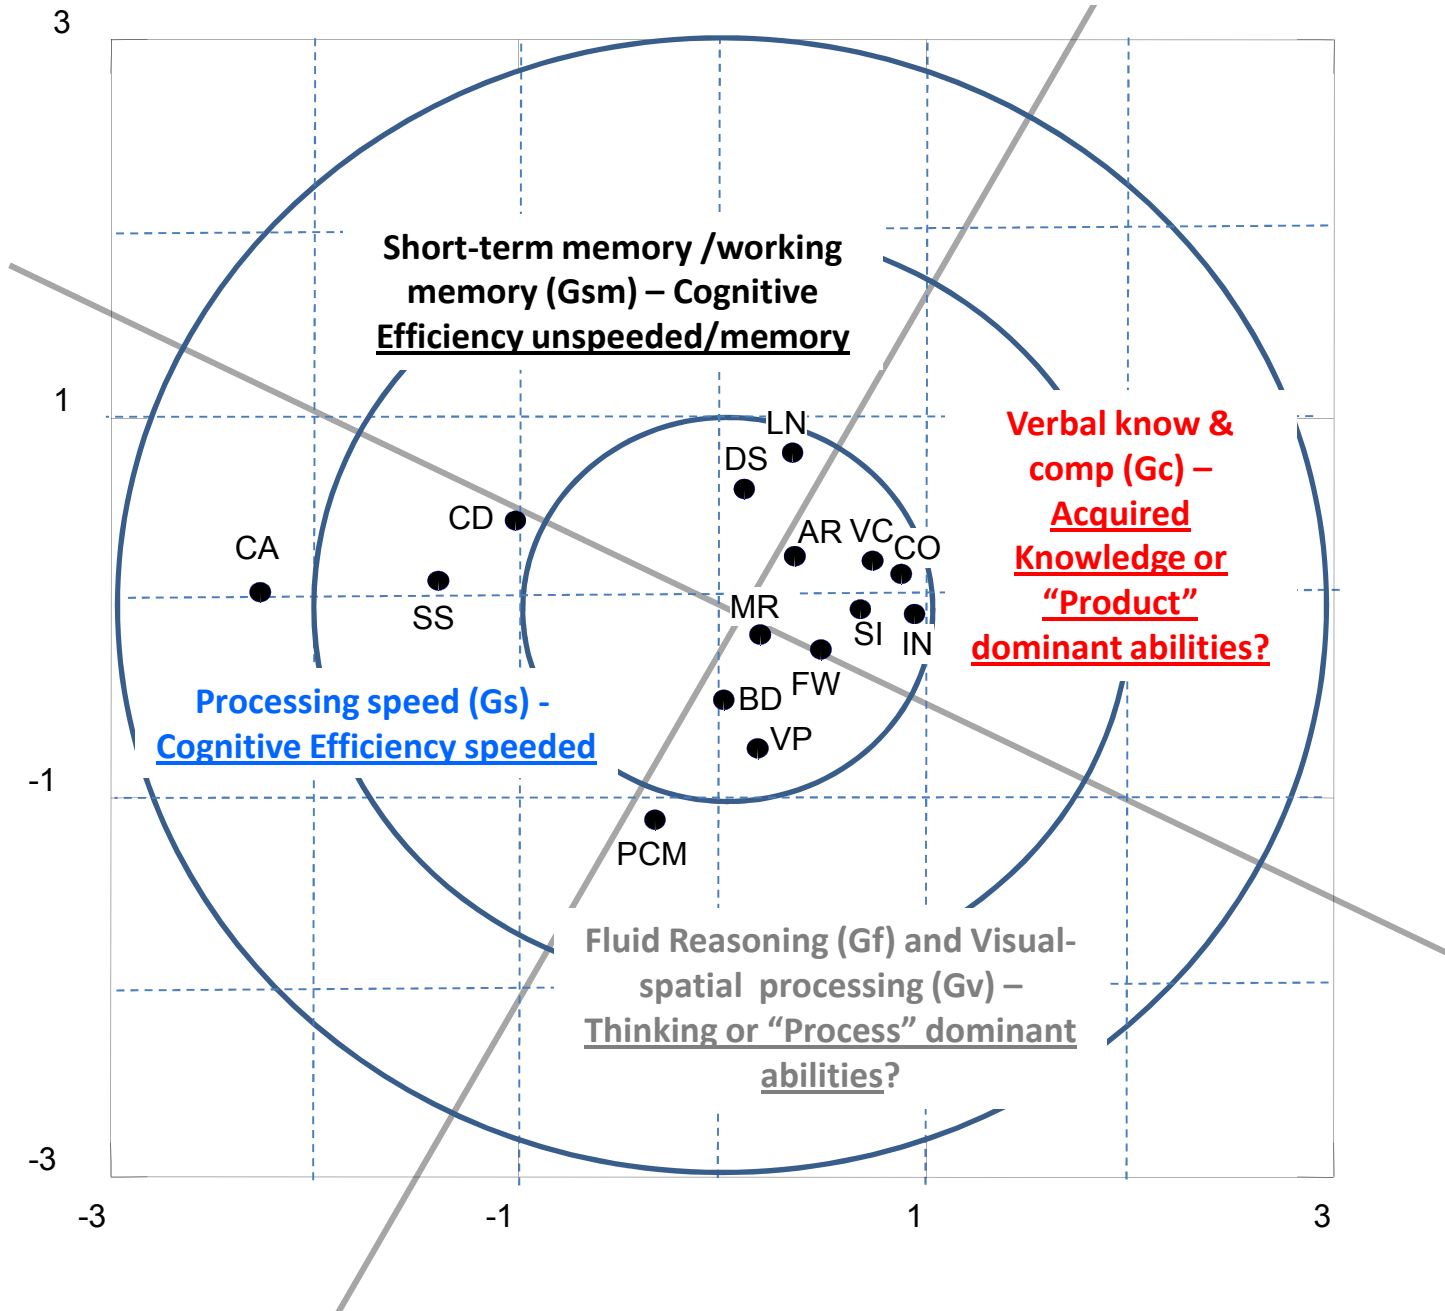 3
Short-term memory /working
memory (Gsm) – Cognitive
Efficiency unspeeded/memory
1
LN
DS
Verbal know &
comp (Gc) –
Acquired
Knowledge or
“Product”
dominant abilities?
CD
AR
VC
CO
CA
SS
MR
SI
IN
FW
Processing speed (Gs) -
Cognitive Efficiency speeded
BD
VP
-1
PCM
Fluid Reasoning (Gf) and Visual-
spatial processing (Gv) –
Thinking or “Process” dominant
abilities?
-3
-3
-1
1
3